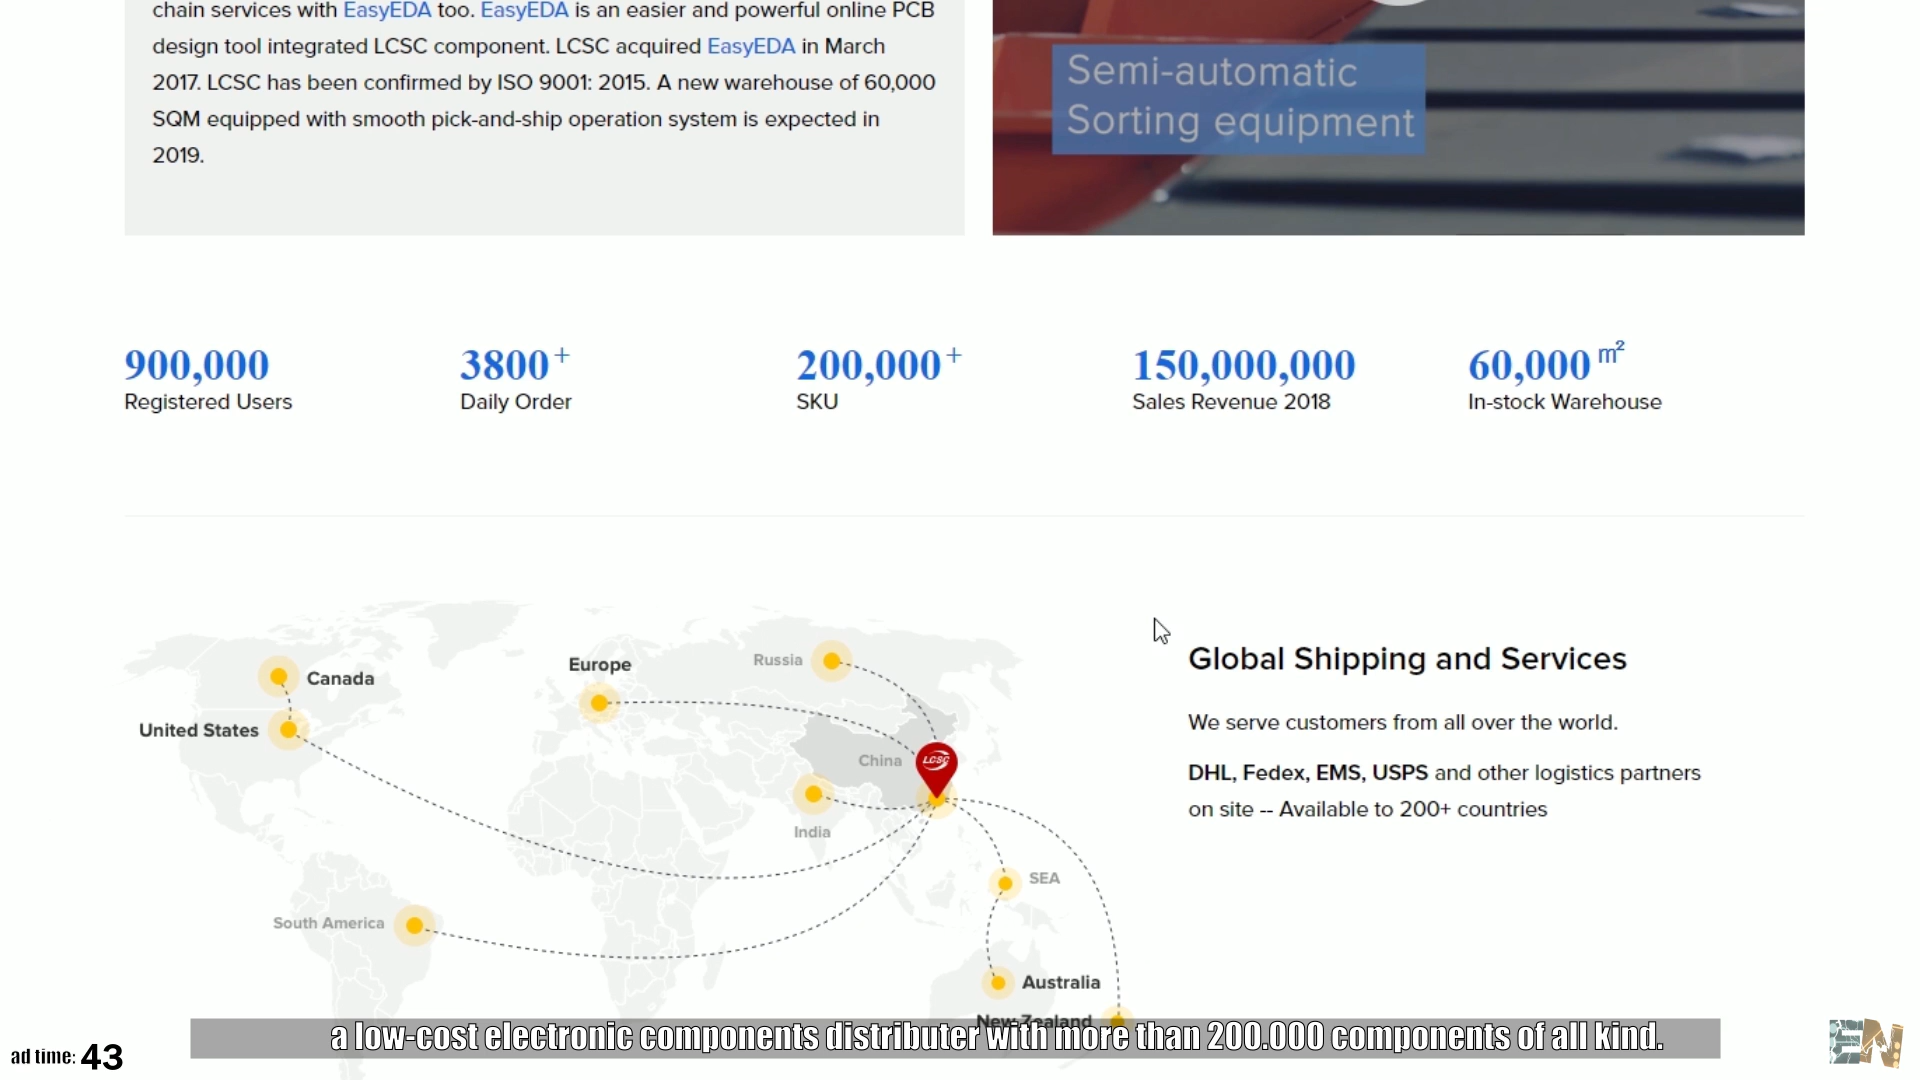 chain services with EasyEDA too. EasyEDA is an easier and powerful online PCB
design tool integrated LCSC component. LCSC acquired EasyEDA in March
2017. LCSC has been confirmed by ISO 9001: 2015. A new warehouse of 60,000
SQM equipped with smooth pick-and-ship operation system is expected in
2019.
Semi-automatic
Sorting equipment
900,000
Registered Users
3800+
Daily Order
200,000+
SKU
150,000,000
Sales Revenue 2018
60,000 m²
In-stock Warehouse
Canada
United States
Europe
Russia
China
LCSC
India
SEA
South America
Australia
New Zealand
Global Shipping and Services
We serve customers from all over the world.
DHL, Fedex, EMS, USPS and other logistics partners
on site -- Available to 200+ countries
a low-cost electronic components distributer with more than 200.000 components of all kind.
ad time: 43
EN